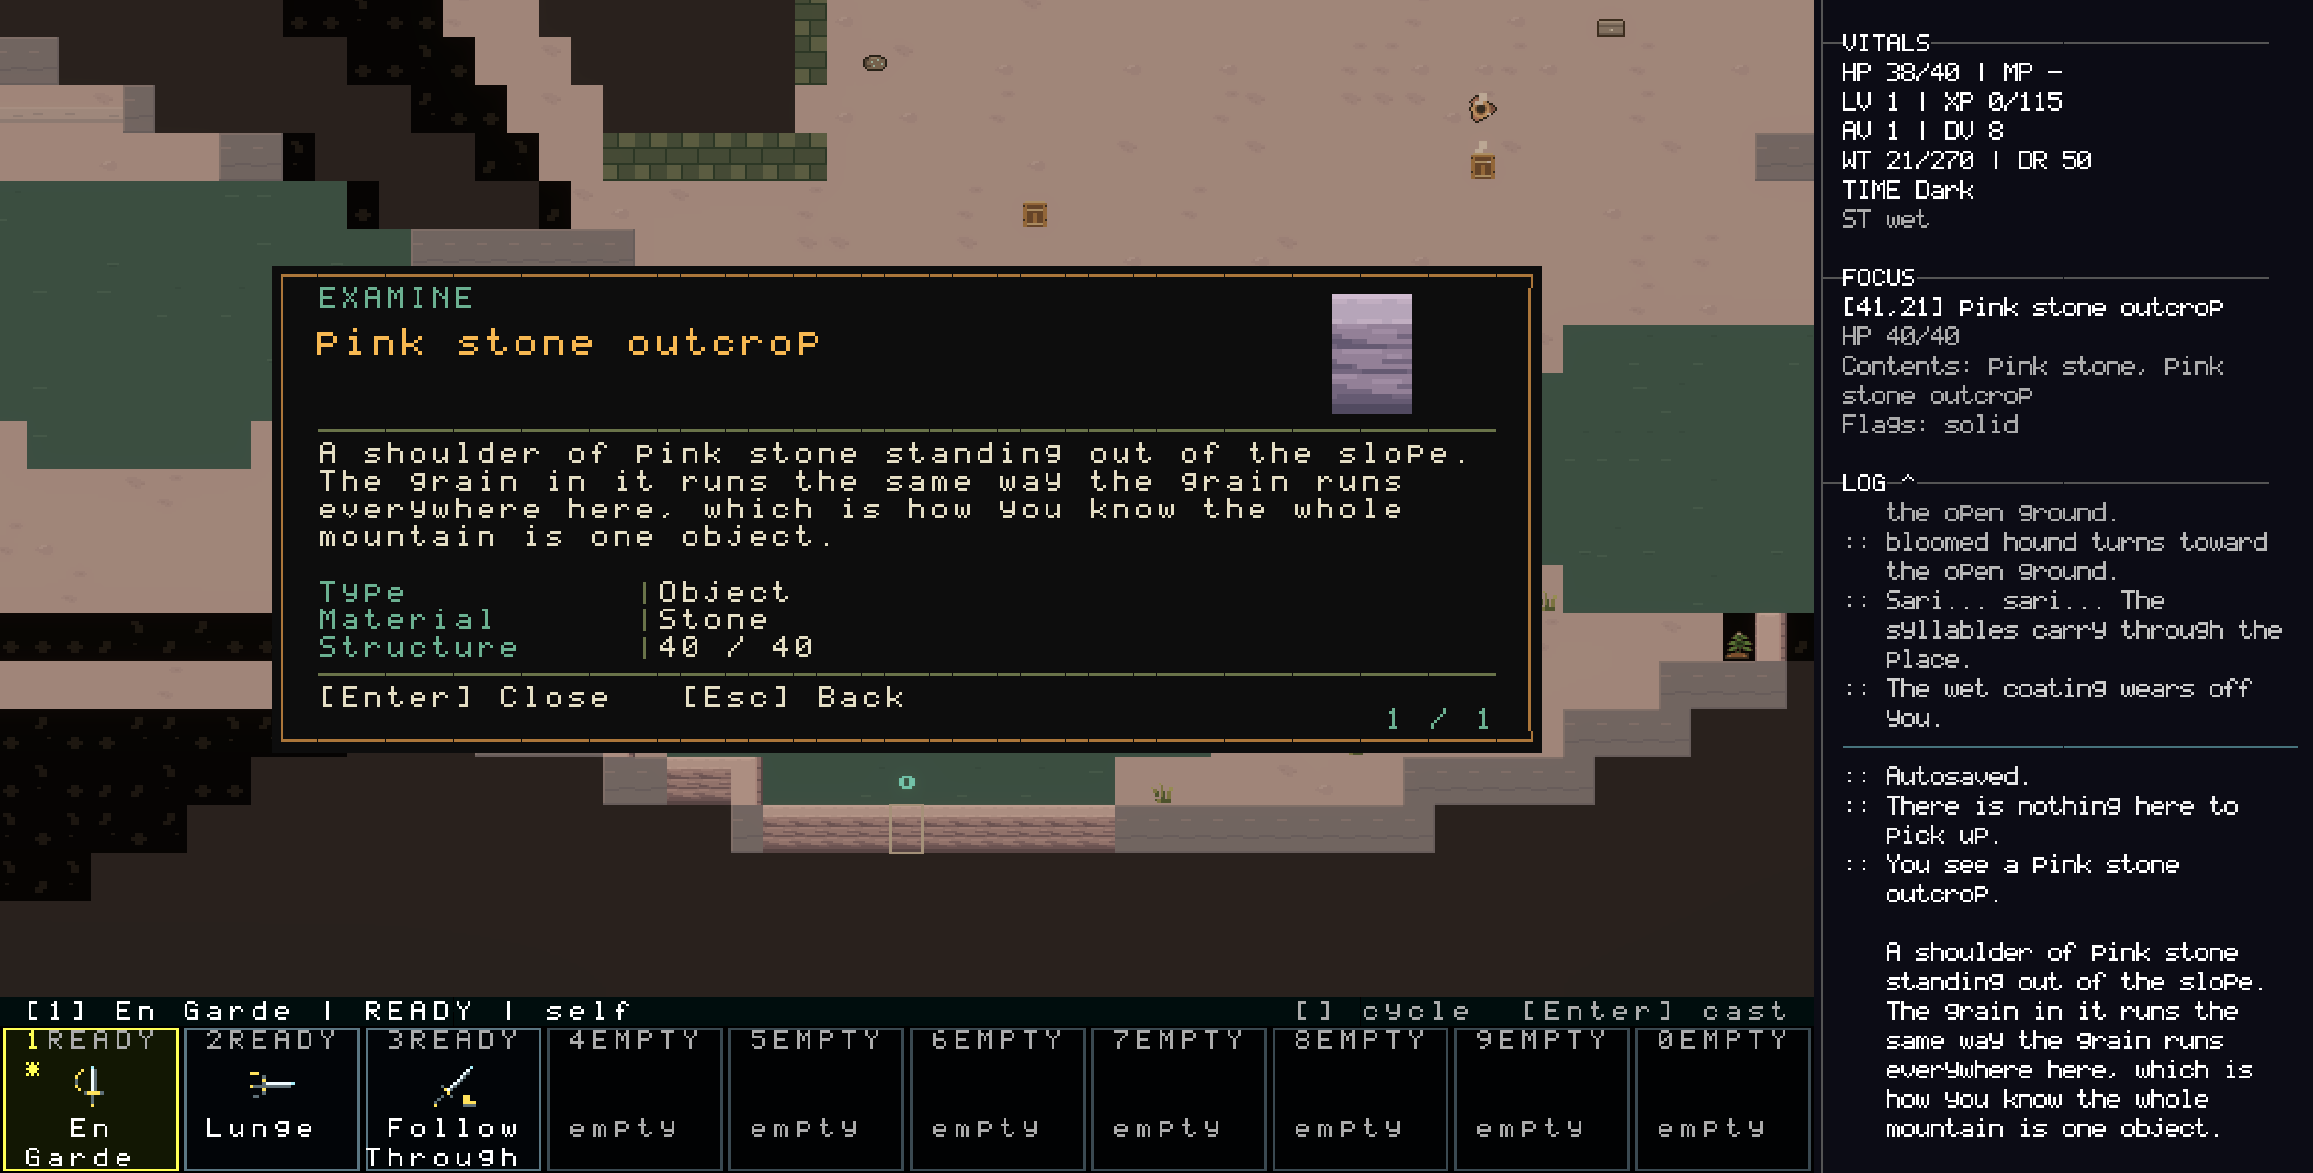 EXAMINE
Pink stone outcrop
A shoulder of Pink stone standing out of the slope.
The grain in it runs the same way the grain runs
everywhere here, which is how you know the whole
mountain is one object.
Type | Object
Material | Stone
Structure | 40 / 40
[Enter] Close [Esc] Back
1 / 1
[1] En Garde | READY | self
[] cycle [Enter] cast
1READY
*
En
Garde
2READY
Lunge
3READY
Follow
Through
4EMPTY
empty
5EMPTY
empty
6EMPTY
empty
7EMPTY
empty
8EMPTY
empty
9EMPTY
empty
0EMPTY
empty
VITALS
HP 38/40 | MP -
LV 1 | XP 0/115
AV 1 | DV 8
WT 21/270 | DR 50
TIME Dark
ST wet
FOCUS
[41,21] Pink stone outcrop
HP 40/40
Contents: Pink stone, Pink
stone outcrop
Flags: solid
LOG ^
the open ground.
:: bloomed hound turns toward
the open ground.
:: Sari... sari... The
syllables carry through the
place.
:: The wet coating wears off
you.
:: Autosaved.
:: There is nothing here to
pick up.
:: You see a Pink stone
outcrop.
A shoulder of Pink stone
standing out of the slope.
The grain in it runs the
same way the grain runs
everywhere here, which is
how you know the whole
mountain is one object.